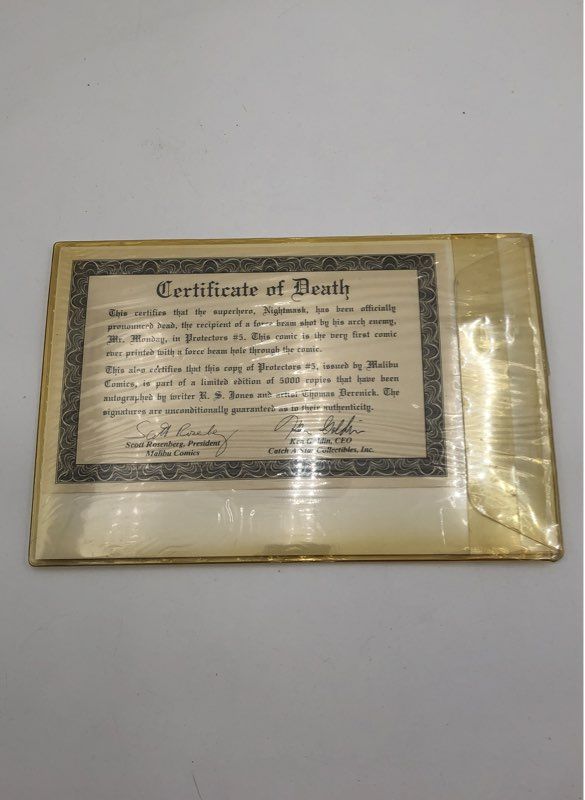 Certificate of Death
This certifies that the superhero, Nightmask, has been officially
pronounced dead, the recipient of a force beam shot by his arch enemy,
Mr. Monday, in Protectors #5. This comic is the very first comic
ever printed with a force beam hole through the comic.
This also certifies that this copy of Protectors #5, issued by Malibu
Comics, is part of a limited edition of 5000 copies that have been
autographed by writer R. S. Jones and artist Thomas Derenick. The
signatures are unconditionally guaranteed as to their authenticity.
Scott Rosenberg, President
Malibu Comics
Ken Goldin, CEO
Catch A Star Collectibles, Inc.